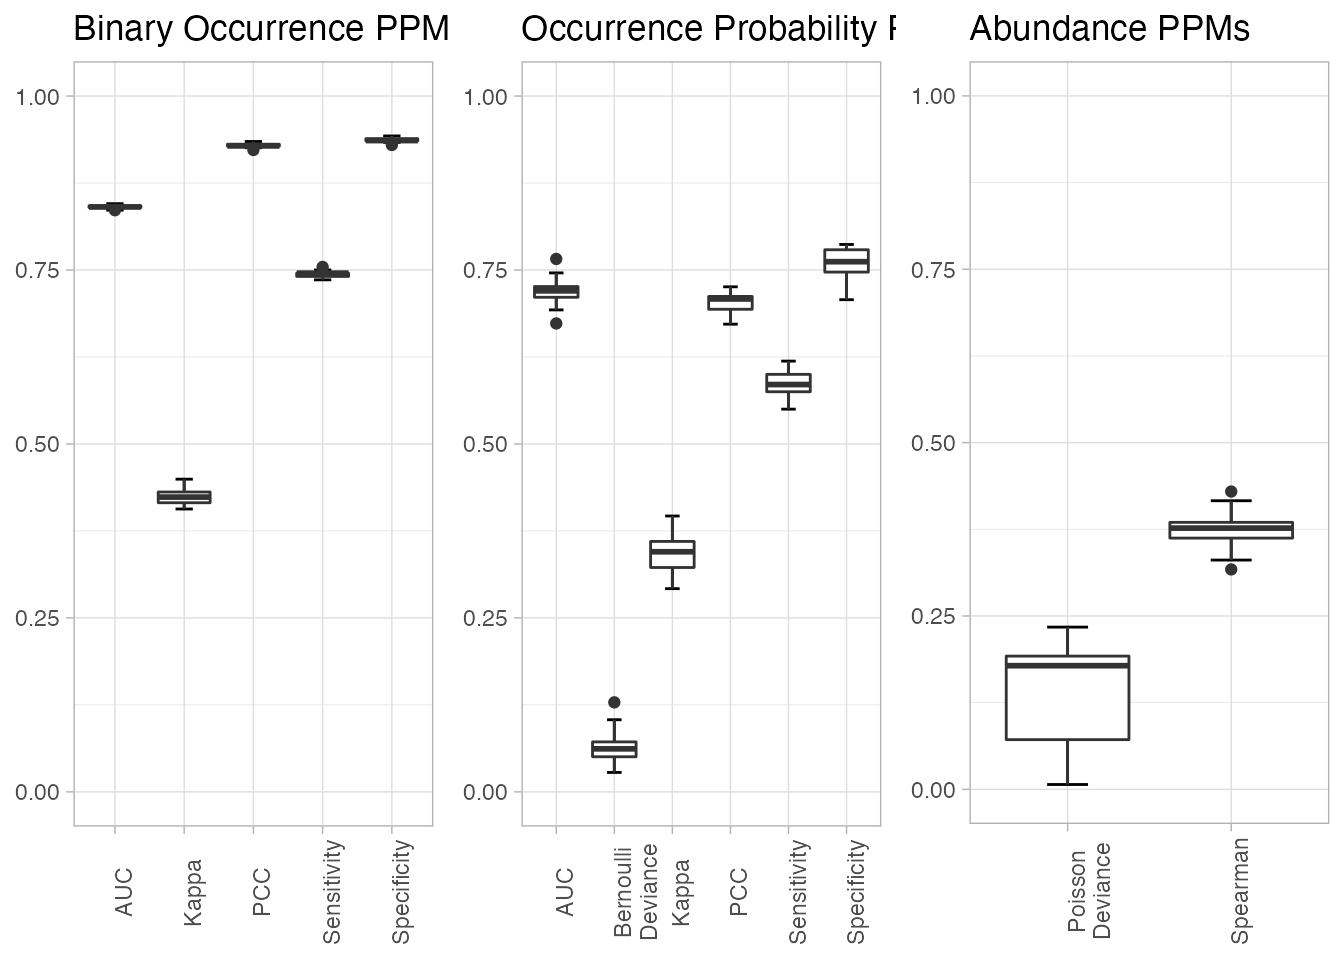 Binary Occurrence PPM
1.00
0.75
0.50
0.25
0.00
AUC
Kappa
PCC
Sensitivity
Specificity
Occurrence Probability
1.00
0.75
0.50
0.25
0.00
AUC
Bernoulli
Deviance
Kappa
PCC
Sensitivity
Specificity
Abundance PPMs
1.00
0.75
0.50
0.25
0.00
Poisson
Deviance
Spearman